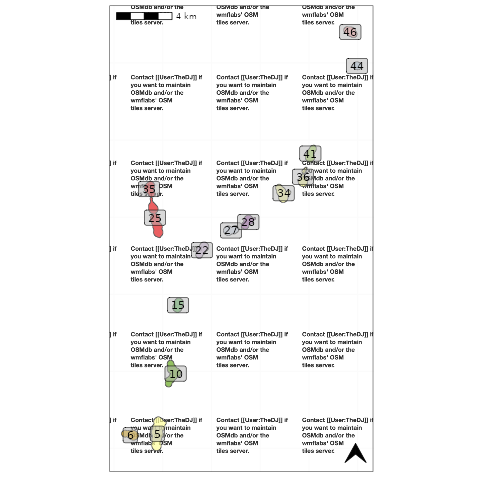 OSMdb and/or the OSMdb and/or the OSMdb and/or the
wmflabs' OSM wmflabs' OSM
4 km
tiles server. tiles server. tiles server.
46
44
] if Contact [[User:TheDJ]] if Contact [[User:TheDJ]] if Contact [[User:TheDJ]] if
you want to maintain you want to maintain you want to maintain
OSMdb and/or the OSMdb and/or the OSMdb and/or the
wmflabs' OSM wmflabs' OSM wmflabs' OSM
tiles server. tiles server. tiles server.
41
] if Contact [[User:TheDJ]] if Contact [[User:TheDJ]] if Contact [[User:TheDJ]] if
you want to maintain you want to maintain you want to maintain
36
OSMdb and/or the OSMdb and/or the OSMdb and/or the
35
wmflabs' OSM wmflabs' OSM wmflabs' OSM
34
tiles server. tiles server. tiles server.
25
28
27
] if Contact [[User:TheDJ]] if Contact [[User:TheDJ]] if Contact [[User:TheDJ]] if
22
you want to maintain you want to maintain you want to maintain
OSMdb and/or the OSMdb and/or the OSMdb and/or the
wmflabs' OSM wmflabs' OSM wmflabs' OSM
tiles server. tiles server. tiles server.
15
] if Contact [[User:TheDJ]] if Contact [[User:TheDJ]] if Contact [[User:TheDJ]] if
you want to maintain you want to maintain you want to maintain
OSMdb and/or the OSMdb and/or the OSMdb and/or the
wmflabs' OSM wmflabs' OSM wmflabs' OSM
tiles server. tiles server. tiles server.
10
] if Contact [[User:TheDJ]] if Contact [[User:TheDJ]] if Contact [[User:TheDJ]] if
you want to maintain you want to maintain you want to maintain
6 5
OSMdb and/or the OSMdb and/or the OSMdb and/or the
wmflabs' OSM wmflabs' OSM wmflabs' OSM
tiles server. tiles server. tiles server.